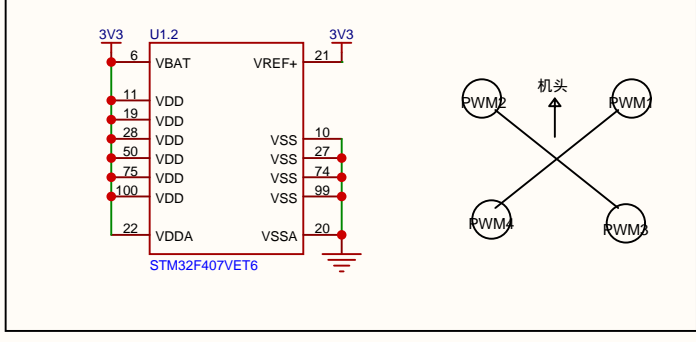 3V3
U1.2
3V3
6 VBAT VREF+ 21
11 VDD
19 VDD
28 VDD VSS 10
50 VDD VSS 27
75 VDD VSS 74
100 VDD VSS 99
22 VDDA VSSA 20
STM32F407VET6
机头
PWM2 PWM1
PWM4 PWM3